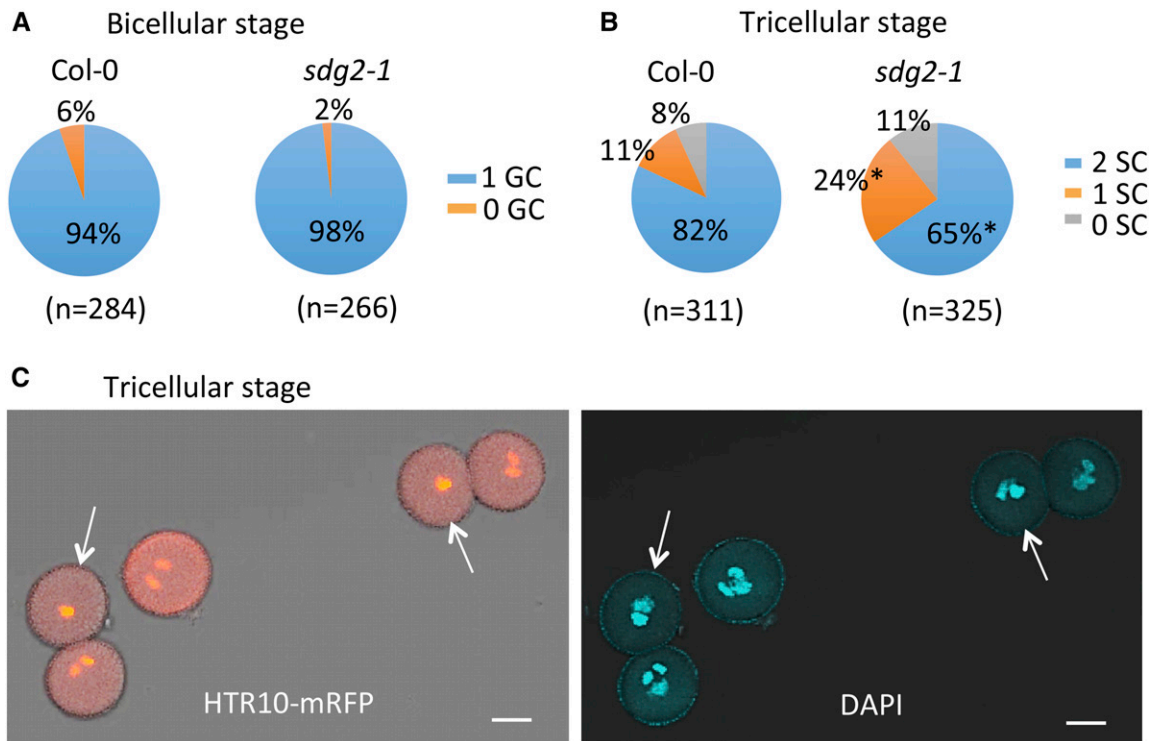 A Bicellular stage
Col-0
sdg2-1
6%
2%
94%
98%
1 GC
0 GC
(n=284)
(n=266)
B Tricellular stage
Col-0
sdg2-1
8%
11%
11%
24%*
82%
65%*
2 SC
1 SC
0 SC
(n=311)
(n=325)
C Tricellular stage
HTR10-mRFP
DAPI